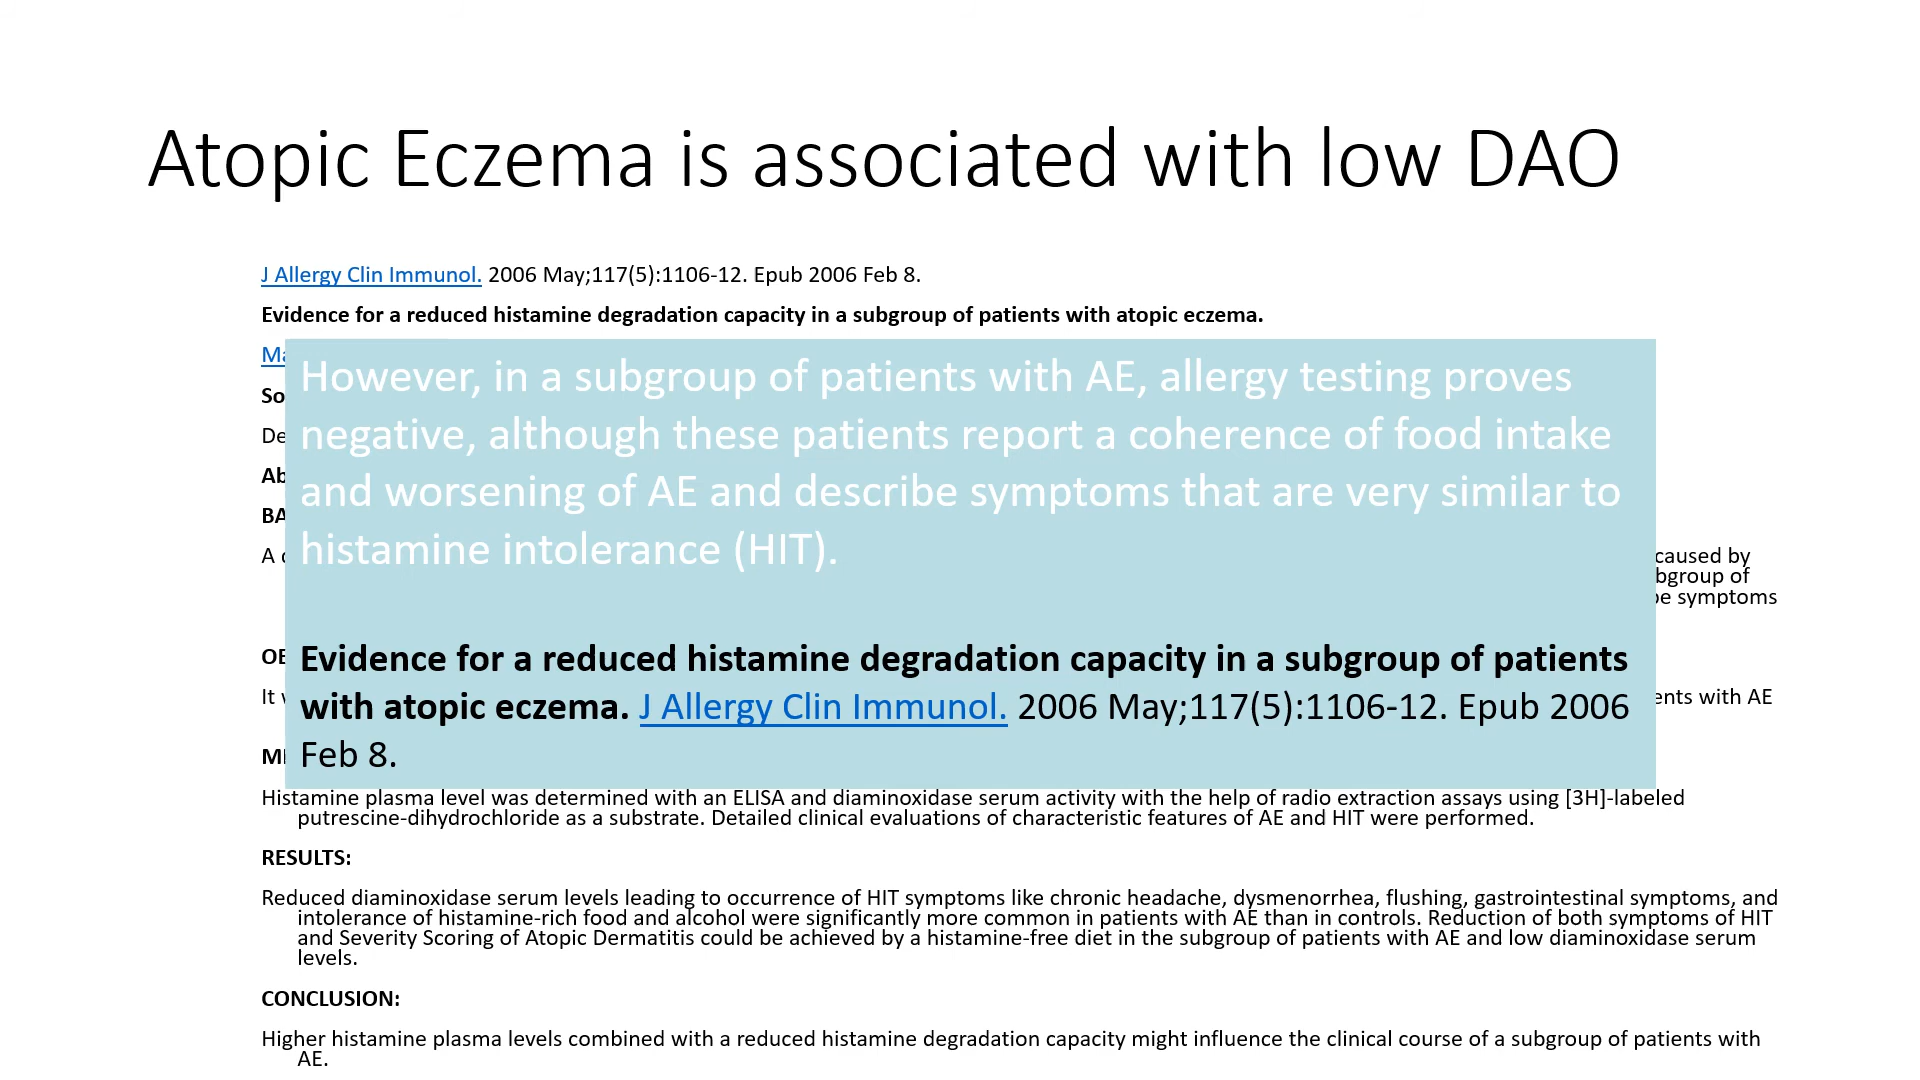 Atopic Eczema is associated with low DAO
J Allergy Clin Immunol. 2006 May;117(5):1106-12. Epub 2006 Feb 8.
Evidence for a reduced histamine degradation capacity in a subgroup of patients with atopic eczema.
However, in a subgroup of patients with AE, allergy testing proves
negative, although these patients report a coherence of food intake
and worsening of AE and describe symptoms that are very similar to
histamine intolerance (HIT).
Evidence for a reduced histamine degradation capacity in a subgroup of patients
with atopic eczema. J Allergy Clin Immunol. 2006 May;117(5):1106-12. Epub 2006
Feb 8.
A
caused by
of
symptoms
It
with AE
Histamine plasma level was determined with an ELISA and diaminoxidase serum activity with the help of radio extraction assays using [3H]-labeled
putrescine-dihydrochloride as a substrate. Detailed clinical evaluations of characteristic features of AE and HIT were performed.
RESULTS:
Reduced diaminoxidase serum levels leading to occurrence of HIT symptoms like chronic headache, dysmenorrhea, flushing, gastrointestinal symptoms, and
intolerance of histamine-rich food and alcohol were significantly more common in patients with AE than in controls. Reduction of both symptoms of HIT
and Severity Scoring of Atopic Dermatitis could be achieved by a histamine-free diet in the subgroup of patients with AE and low diaminoxidase serum
levels.
CONCLUSION:
Higher histamine plasma levels combined with a reduced histamine degradation capacity might influence the clinical course of a subgroup of patients with
AE.